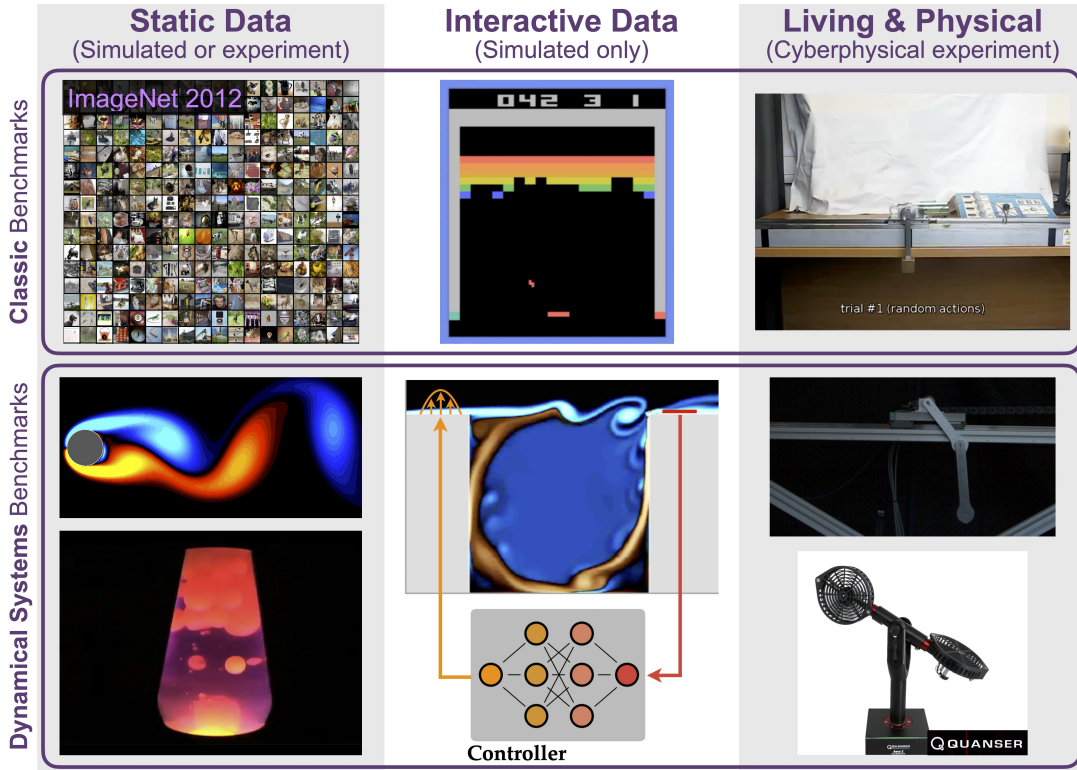 Static Data
(Simulated or experiment)
Interactive Data
(Simulated only)
Living & Physical
(Cyberphysical experiment)
Classic Benchmarks
ImageNet 2012
042 3 1
trial #1 (random actions)
Dynamical Systems Benchmarks
Controller
QUANSER
QUANSER